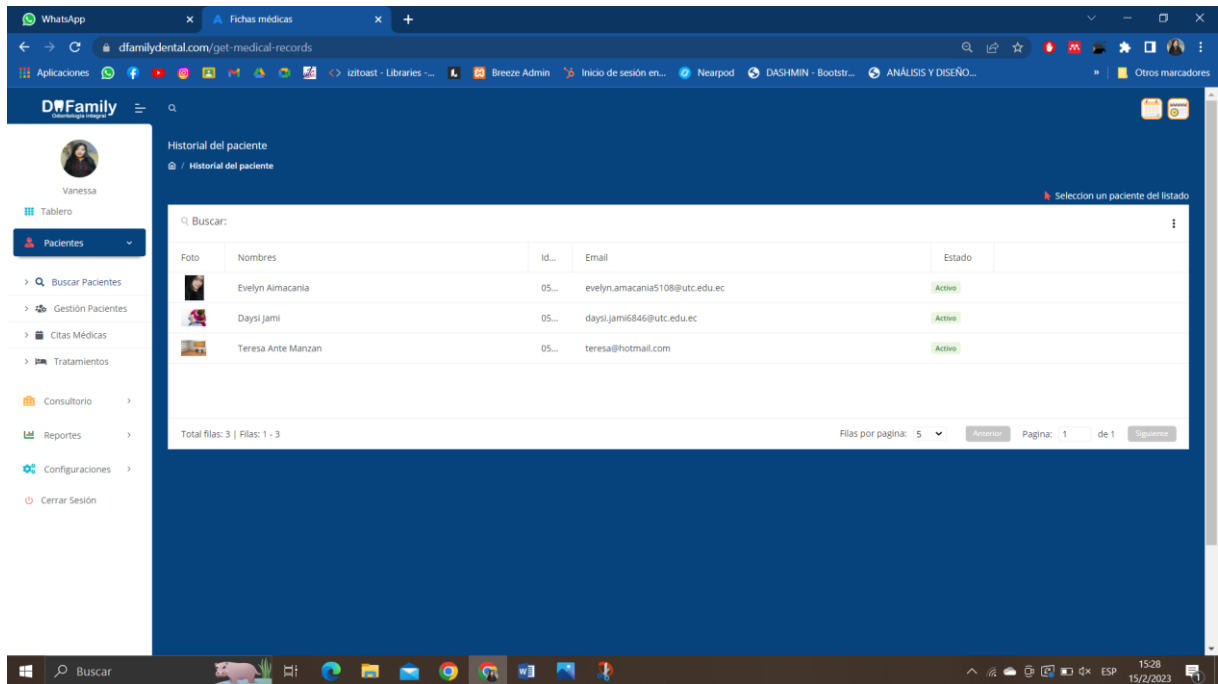 WhatsApp
Fichas médicas
dfamilydental.com/get-medical-records
Aplicaciones
<> izitoast - Libraries -...
Breeze Admin
Inicio de sesión en...
Nearpod
DASHMIN - Bootstr...
ANÁLISIS Y DISEÑO...
»
Otros marcadores
D Family
Odontología integral
Vanessa
Tablero
Pacientes
Buscar Pacientes
Gestión Pacientes
Citas Médicas
Tratamientos
Consultorio
Reportes
Configuraciones
Cerrar Sesión
Historial del paciente
/ Historial del paciente
Seleccion un paciente del listado
Buscar:
Foto Nombres Id... Email Estado
Evelyn Aimacania 05... evelyn.amacania5108@utc.edu.ec Activo
Daysi Jami 05... daysi.jami6846@utc.edu.ec Activo
Teresa Ante Manzan 05... teresa@hotmail.com Activo
Total filas: 3 | Filas: 1 - 3 Filas por pagina: 5 Anterior Pagina: 1 de 1 Siguiente
Buscar
ESP
15:28
15/2/2023